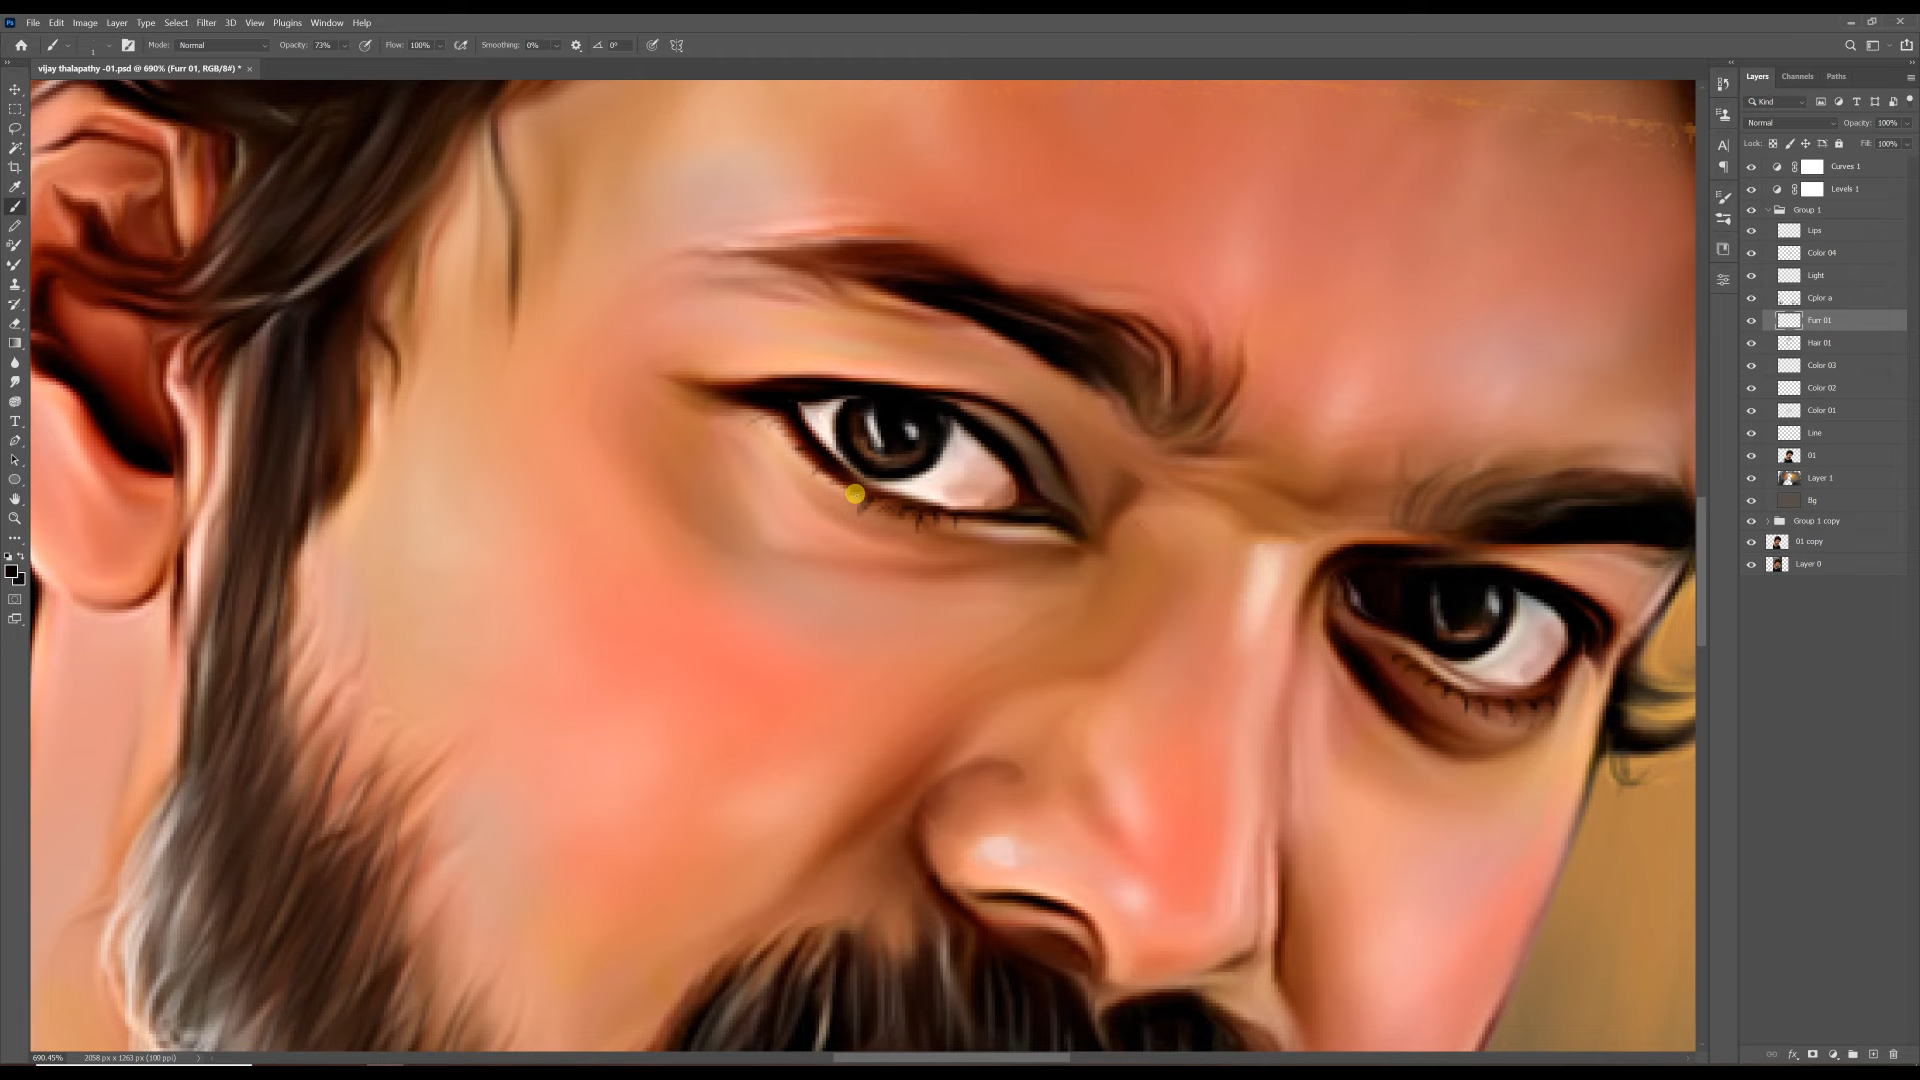 Ps File Edit Image Layer Type Select Filter 3D View Plugins Window Help
1 Mode: Normal Opacity: 73% Flow: 100% Smoothing: 0% 0°
vijay thalapathy -01.psd @ 690% (Furr 01, RGB/8#) * ×
Layers Channels Paths
Kind
Normal Opacity: 100%
Lock: Fill: 100%
Curves 1
Levels 1
Group 1
Lips
Color 04
Light
Cplor a
Furr 01
Hair 01
Color 03
Color 02
Color 01
Line
01
Layer 1
Bg
Group 1 copy
01 copy
Layer 0
690.45% 2058 px x 1263 px (100 ppi)